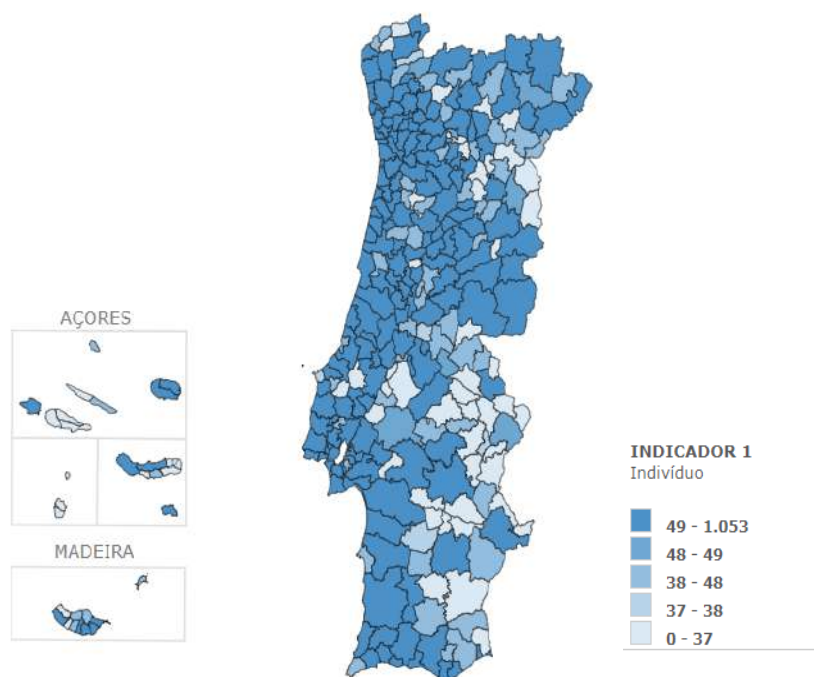 AÇORES
MADEIRA
INDICADOR 1
Indivíduo
49 - 1.053
48 - 49
38 - 48
37 - 38
0 - 37